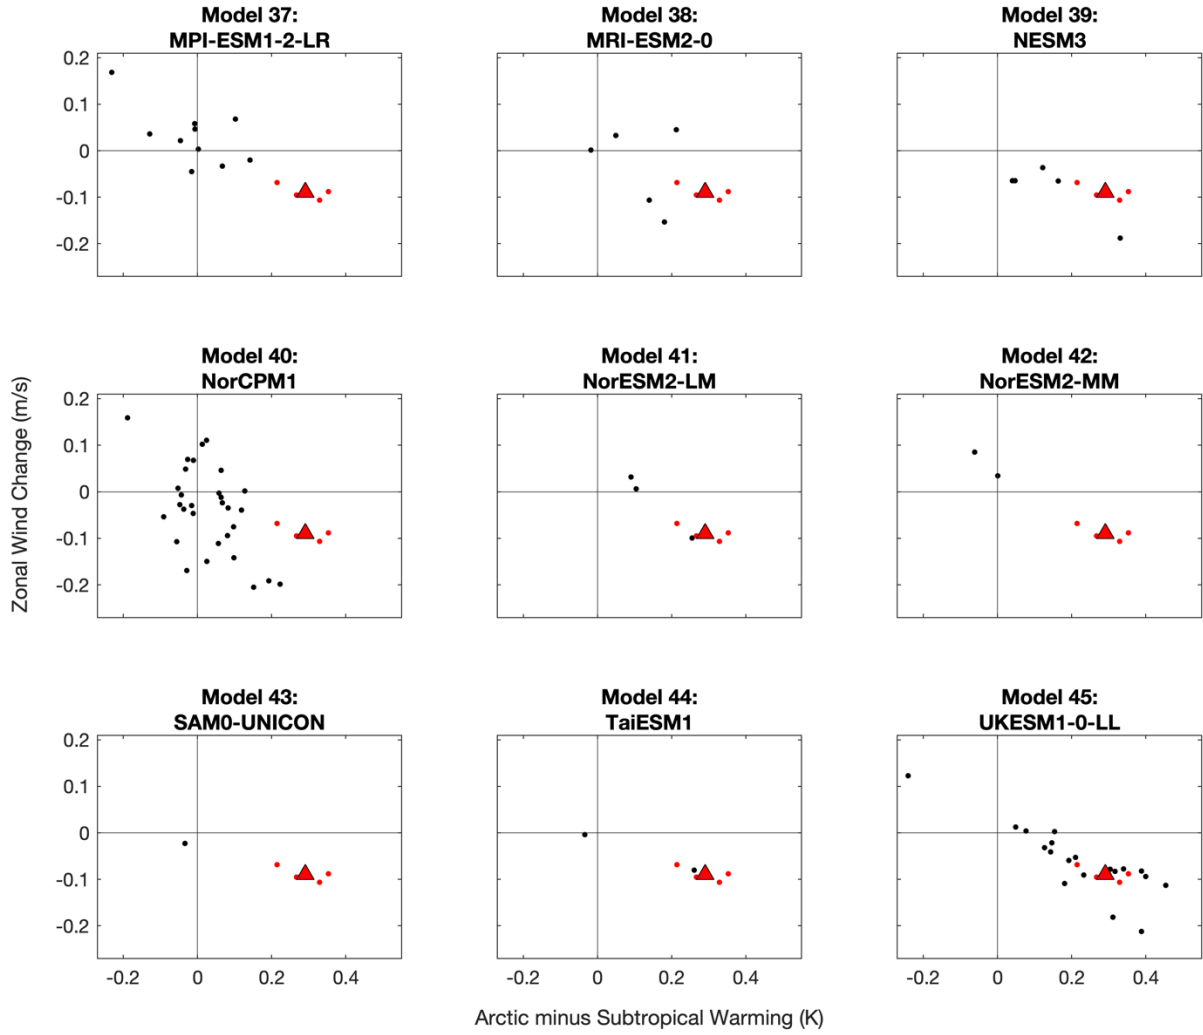 Model 37:
MPI-ESM1-2-LR
Model 38:
MRI-ESM2-0
Model 39:
NESM3
0.2
0.1
0
-0.1
-0.2
Model 40:
NorCPM1
Model 41:
NorESM2-LM
Model 42:
NorESM2-MM
Zonal Wind Change (m/s)
0.2
0.1
0
-0.1
-0.2
Model 43:
SAM0-UNICON
Model 44:
TaiESM1
Model 45:
UKESM1-0-LL
0.2
0.1
0
-0.1
-0.2
-0.2 0 0.2 0.4
-0.2 0 0.2 0.4
-0.2 0 0.2 0.4
Arctic minus Subtropical Warming (K)